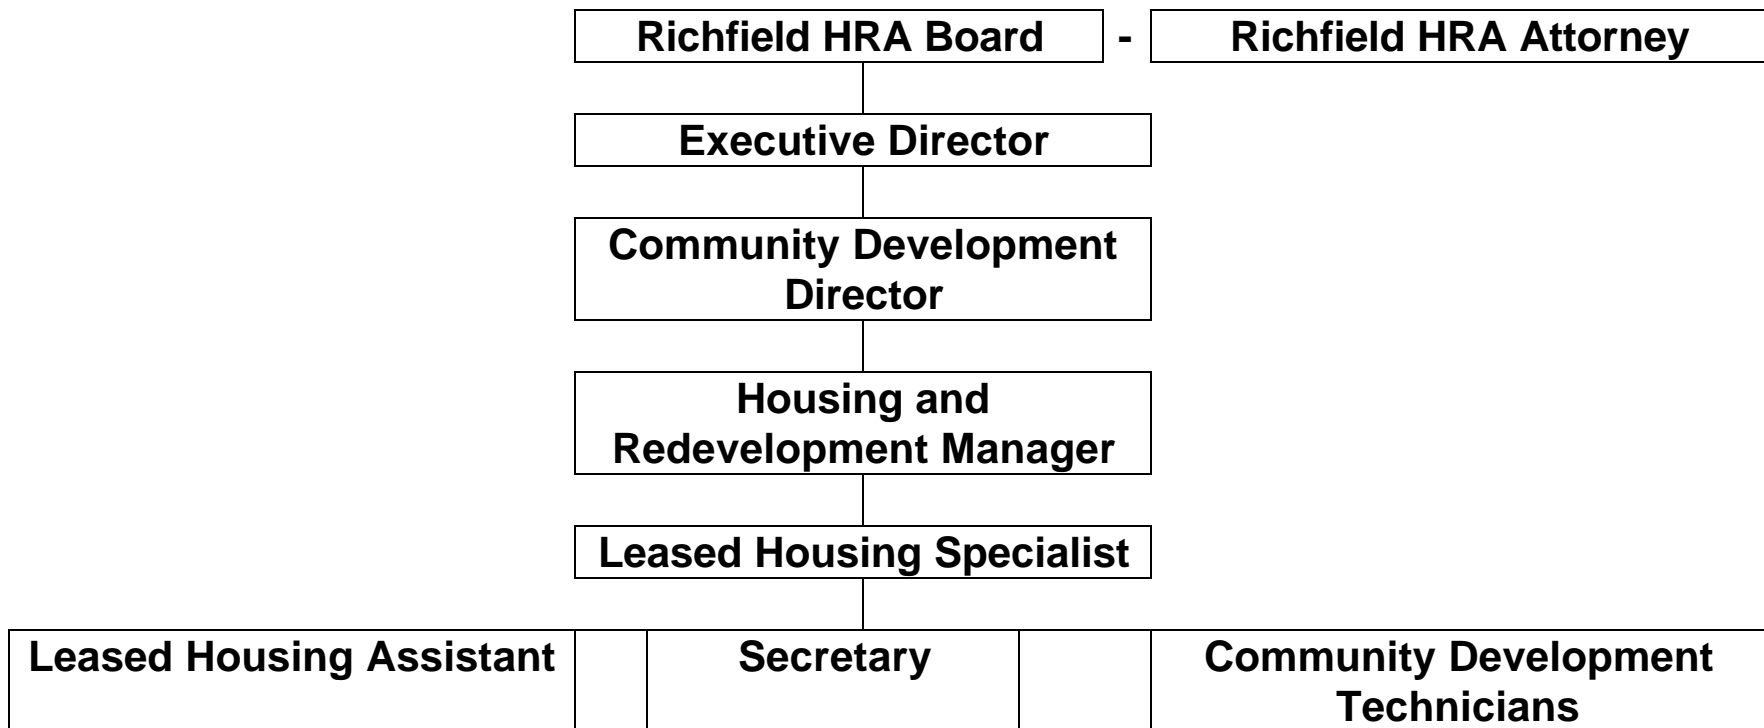 Richfield HRA Board - Richfield HRA Attorney
Executive Director
Community Development
Director
Housing and
Redevelopment Manager
Leased Housing Specialist
Leased Housing Assistant Secretary Community Development
Technicians